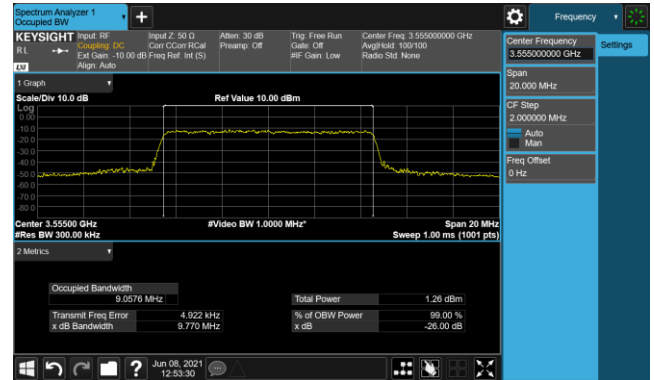 Spectrum Analyzer 1
Occupied BW
Frequency
KEYSIGHT
RL
LXI
Input: RF
Coupling: DC
Ext Gain: -10.00 dB
Align: Auto
Input Z: 50 Ω
Corr CCorr RCal
Freq Ref: Int (S)
Atten: 30 dB
Preamp: Off
Trig: Free Run
Gate: Off
#IF Gain: Low
Center Freq: 3.555000000 GHz
Avg|Hold: 100/100
Radio Std: None
Center Frequency
3.555000000 GHz
Settings
Span
20.000 MHz
CF Step
2.000000 MHz
Auto
Man
Freq Offset
0 Hz
1 Graph
Scale/Div 10.0 dB
Ref Value 10.00 dBm
Log
0.00
-10.0
-20.0
-30.0
-40.0
-50.0
-60.0
-70.0
-80.0
Center 3.55500 GHz
#Video BW 1.0000 MHz*
Span 20 MHz
#Res BW 300.00 kHz
Sweep 1.00 ms (1001 pts)
2 Metrics
Occupied Bandwidth
9.0576 MHz
Total Power 1.26 dBm
Transmit Freq Error 4.922 kHz
% of OBW Power 99.00 %
x dB Bandwidth 9.770 MHz
x dB -26.00 dB
Jun 08, 2021
12:53:30